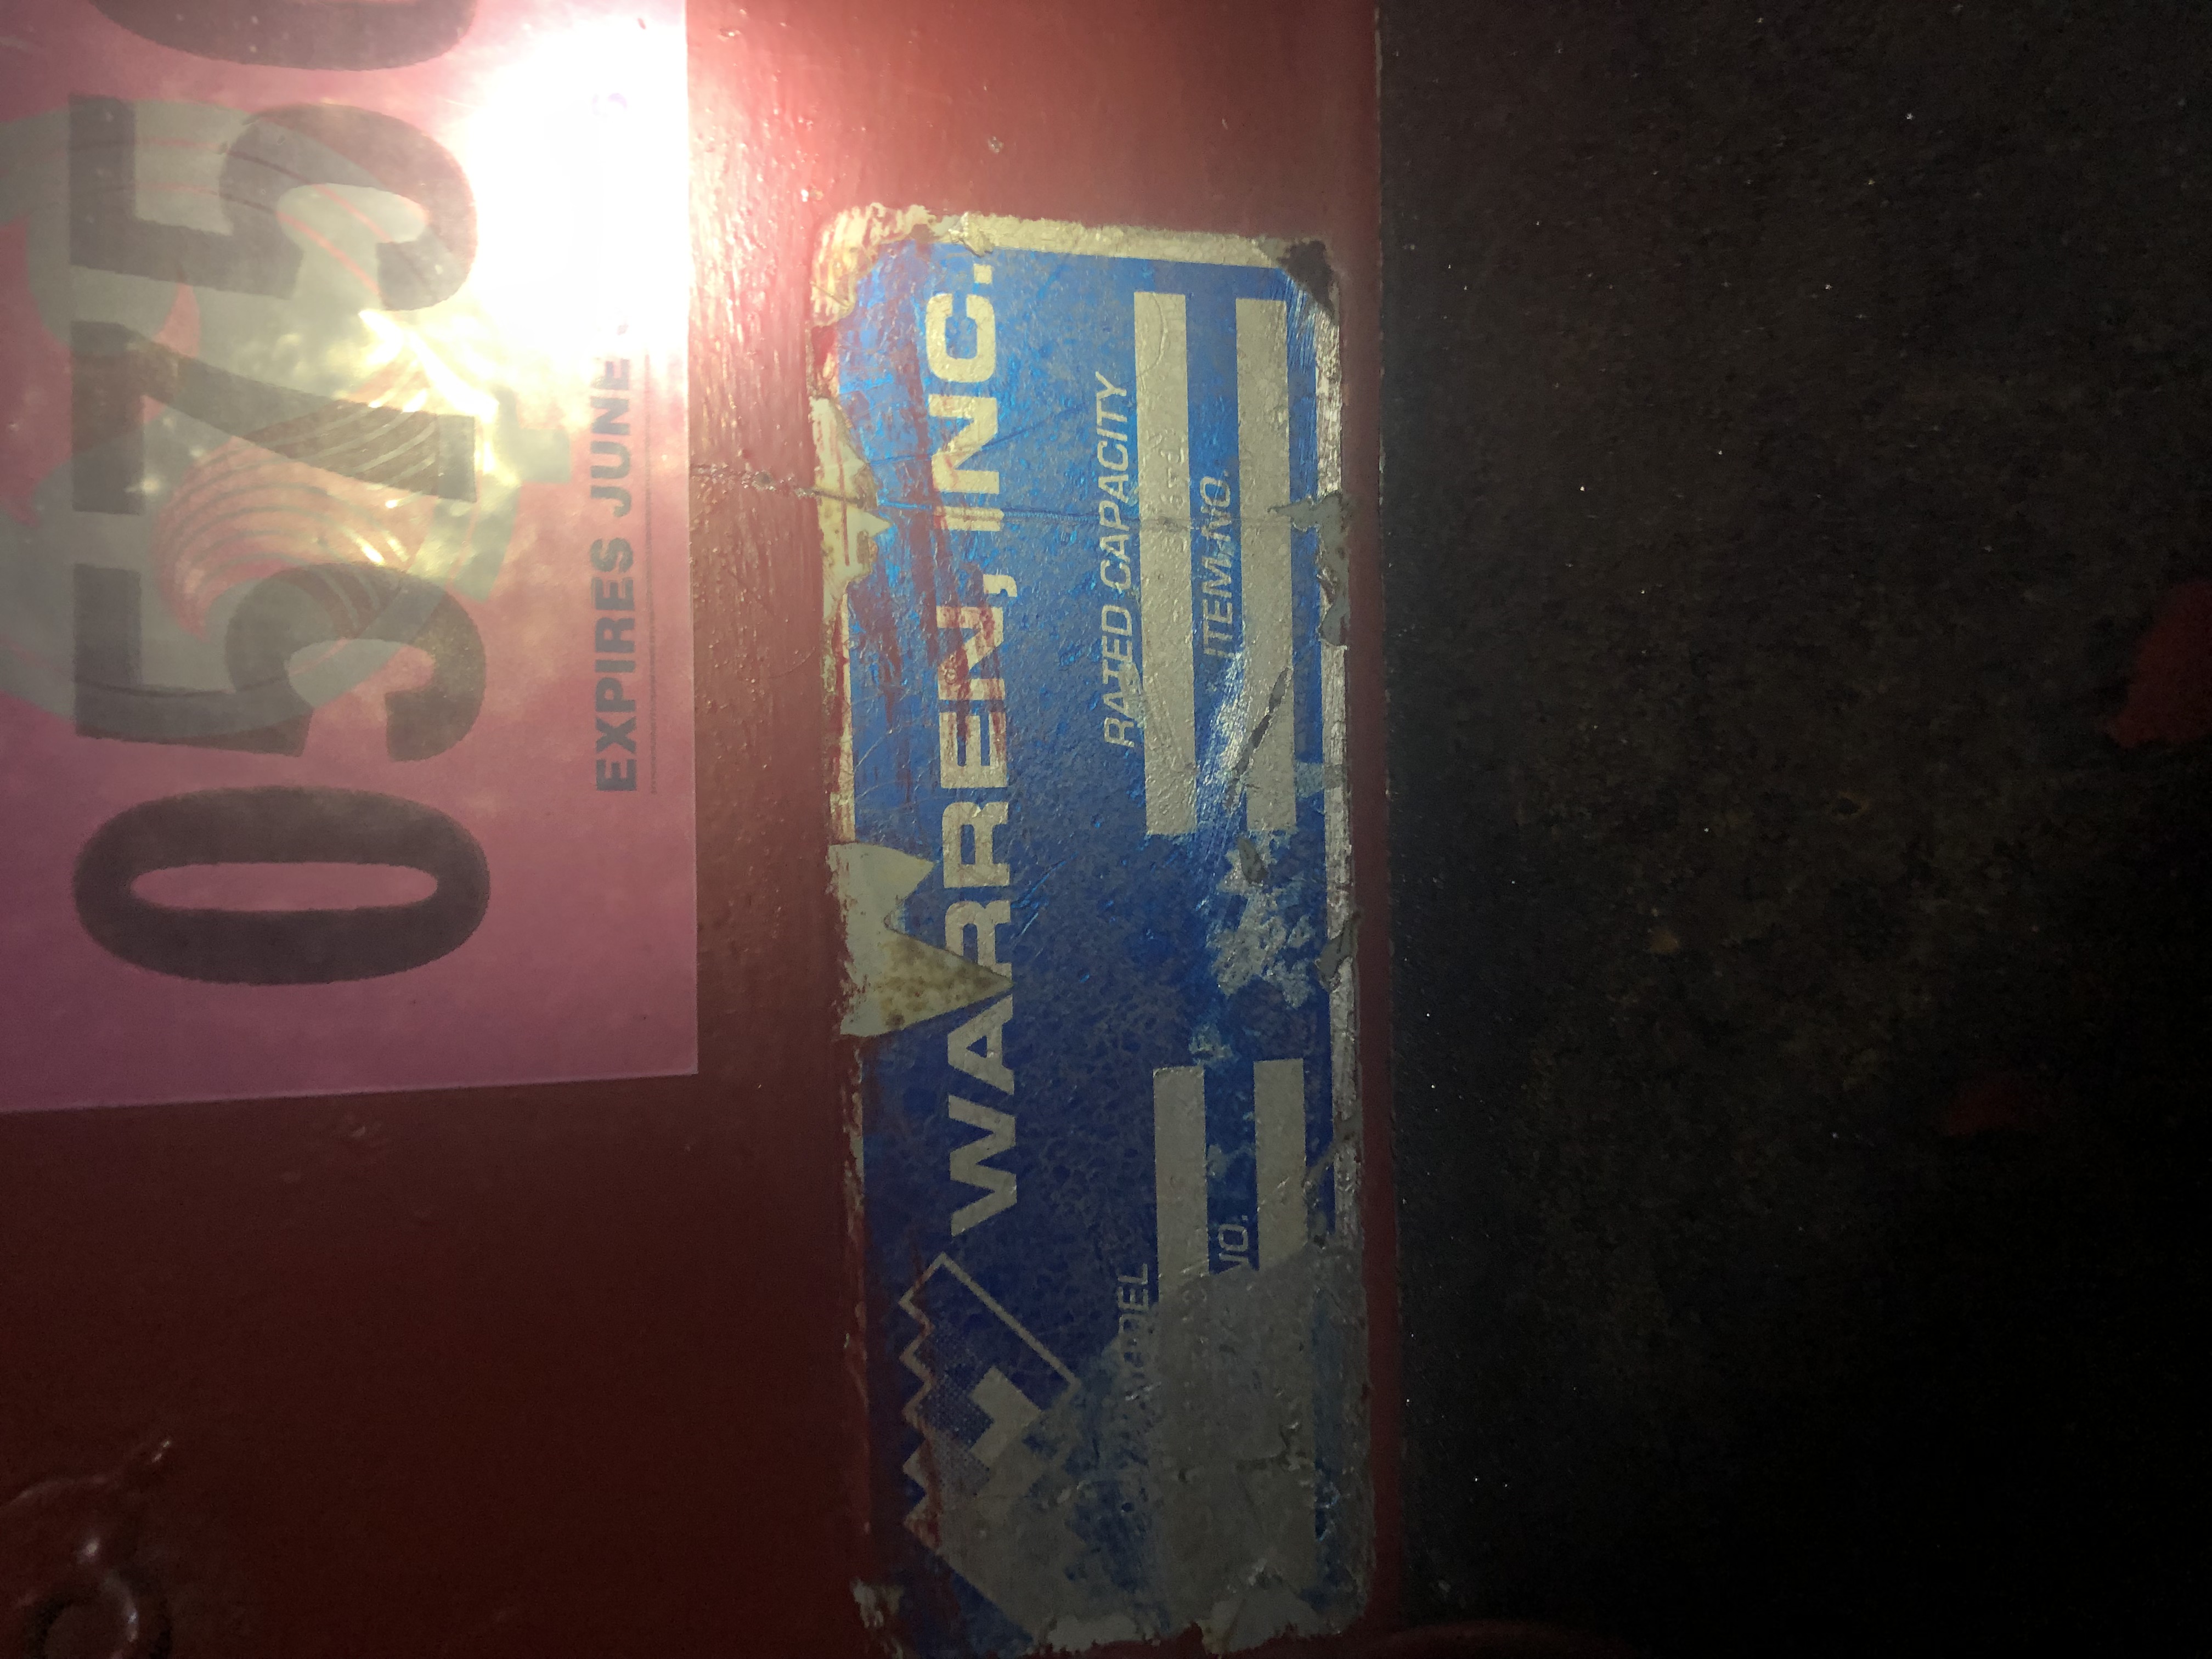 0575
EXPIRES JUNE
WARREN, INC.
RATED CAPACITY
ITEM NO.
NO.